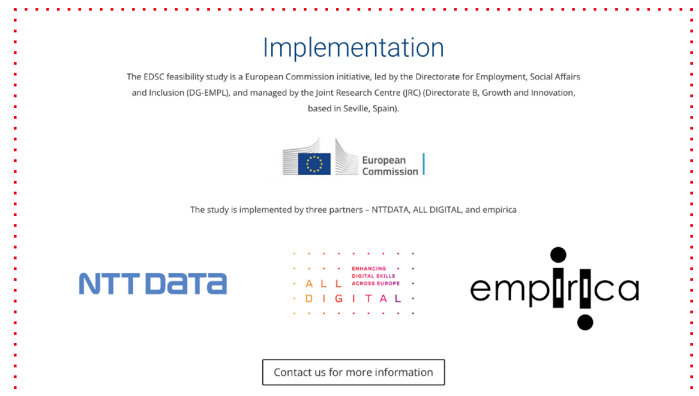 Implementation
The EDSC feasibility study is a European Commission initiative, led by the Directorate for Employment, Social Affairs
and Inclusion (DG-EMPL), and managed by the Joint Research Centre (JRC) (Directorate B, Growth and Innovation,
based in Seville, Spain).
European
Commission
The study is implemented by three partners – NTTDATA, ALL DIGITAL, and empirica
NTT DATA
ENHANCING
DIGITAL SKILLS
ACROSS EUROPE
ALL
DIGITAL
empirica
Contact us for more information